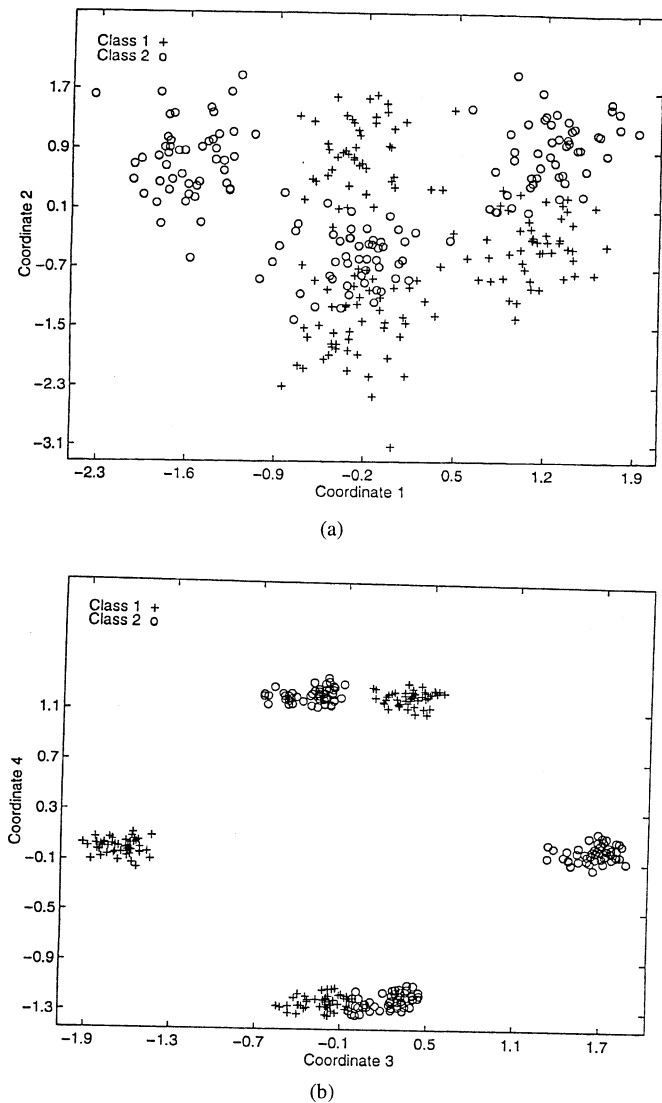 Class 1 +
Class 2 o
1.7
0.9
0.1
−0.7
−1.5
−2.3
−3.1
Coordinate 2
−2.3 −1.6 −0.9 −0.2 0.5 1.2 1.9
Coordinate 1
(a)
Class 1 +
Class 2 o
1.1
0.7
0.3
−0.1
−0.5
−0.9
−1.3
Coordinate 4
−1.9 −1.3 −0.7 −0.1 0.5 1.1 1.7
Coordinate 3
(b)